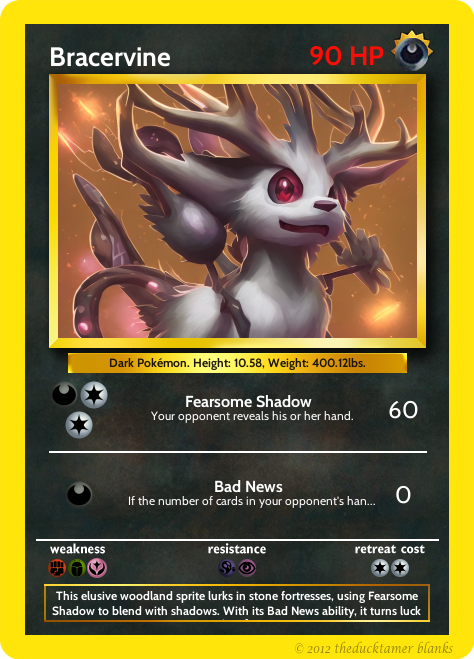 Bracervine 90 HP
Dark Pokémon. Height: 10.58, Weight: 400.12lbs.
Fearsome Shadow
Your opponent reveals his or her hand.
60
Bad News
If the number of cards in your opponent's han...
0
weakness resistance retreat cost
This elusive woodland sprite lurks in stone fortresses, using Fearsome
Shadow to blend with shadows. With its Bad News ability, it turns luck
© 2012 theducktamer blanks